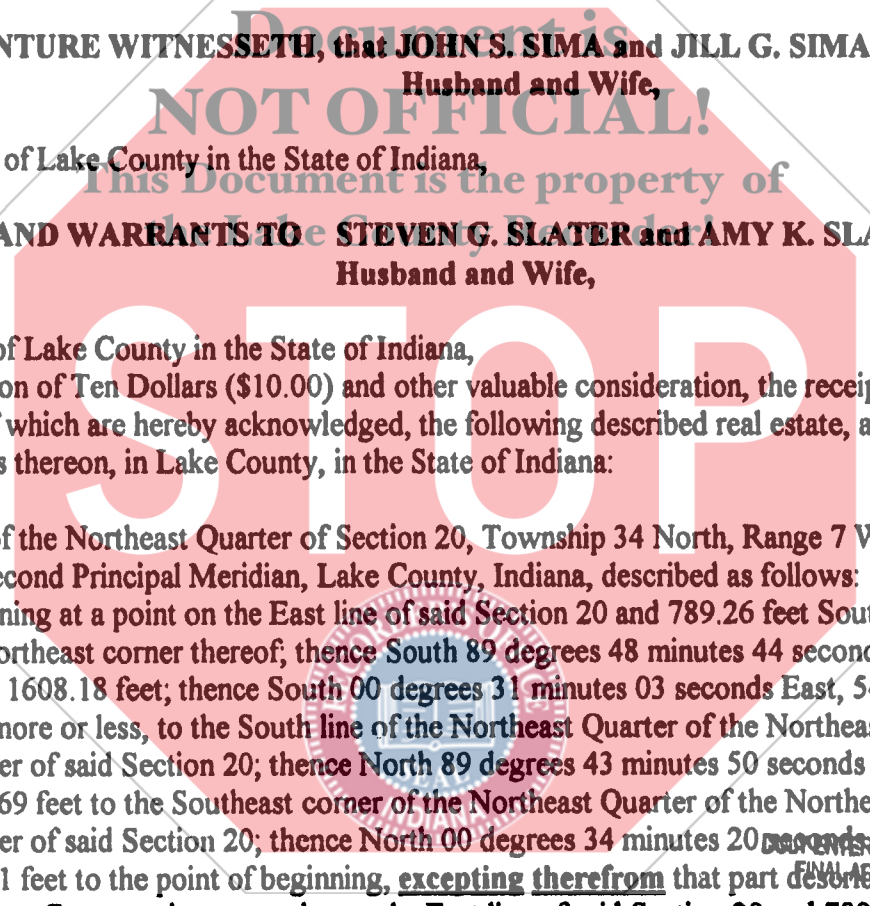 Document is
NTURE WITNESSETH, that JOHN S. SIMA and JILL G. SIMA
Husband and Wife,
NOT OFFICIAL!
of Lake County in the State of Indiana,
This Document is the property of
the Lake County Recorder!
AND WARRANTS TO STEVEN G. SLATER and AMY K. SLA
Husband and Wife,
STOP
of Lake County in the State of Indiana,
on of Ten Dollars ($10.00) and other valuable consideration, the receip
which are hereby acknowledged, the following described real estate, a
s thereon, in Lake County, in the State of Indiana:
of the Northeast Quarter of Section 20, Township 34 North, Range 7 W
econd Principal Meridian, Lake County, Indiana, described as follows:
ning at a point on the East line of said Section 20 and 789.26 feet Sout
ortheast corner thereof; thence South 89 degrees 48 minutes 44 second
1608.18 feet; thence South 00 degrees 31 minutes 03 seconds East, 54
more or less, to the South line of the Northeast Quarter of the Northeas
er of said Section 20; thence North 89 degrees 43 minutes 50 seconds
69 feet to the Southeast corner of the Northeast Quarter of the Northe
er of said Section 20; thence North 00 degrees 34 minutes 20 seconds
1 feet to the point of beginning, excepting therefrom that part
INDIANA